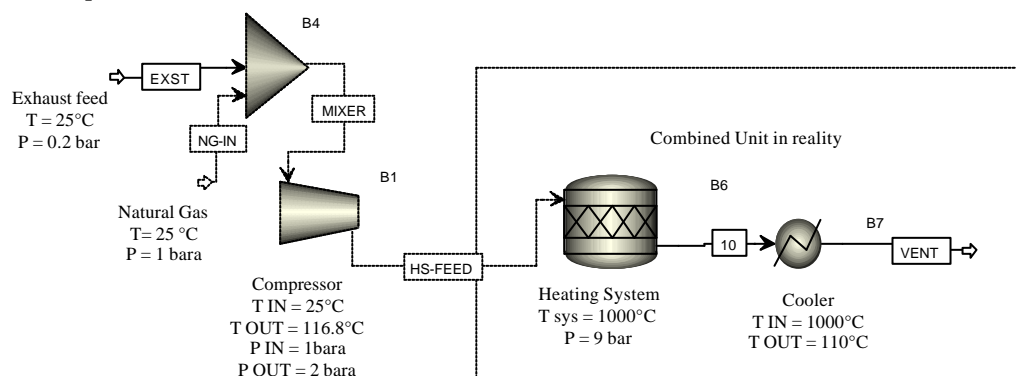 B4
EXST
Exhaust feed
T = 25°C
P = 0.2 bar
MIXER
NG-IN
Natural Gas
T= 25 °C
P = 1 bara
B1
HS-FEED
Compressor
T IN = 25°C
T OUT = 116.8°C
P IN = 1bara
P OUT = 2 bara
Combined Unit in reality
B6
10
Heating System
T sys = 1000°C
P = 9 bar
B7
VENT
Cooler
T IN = 1000°C
T OUT = 110°C